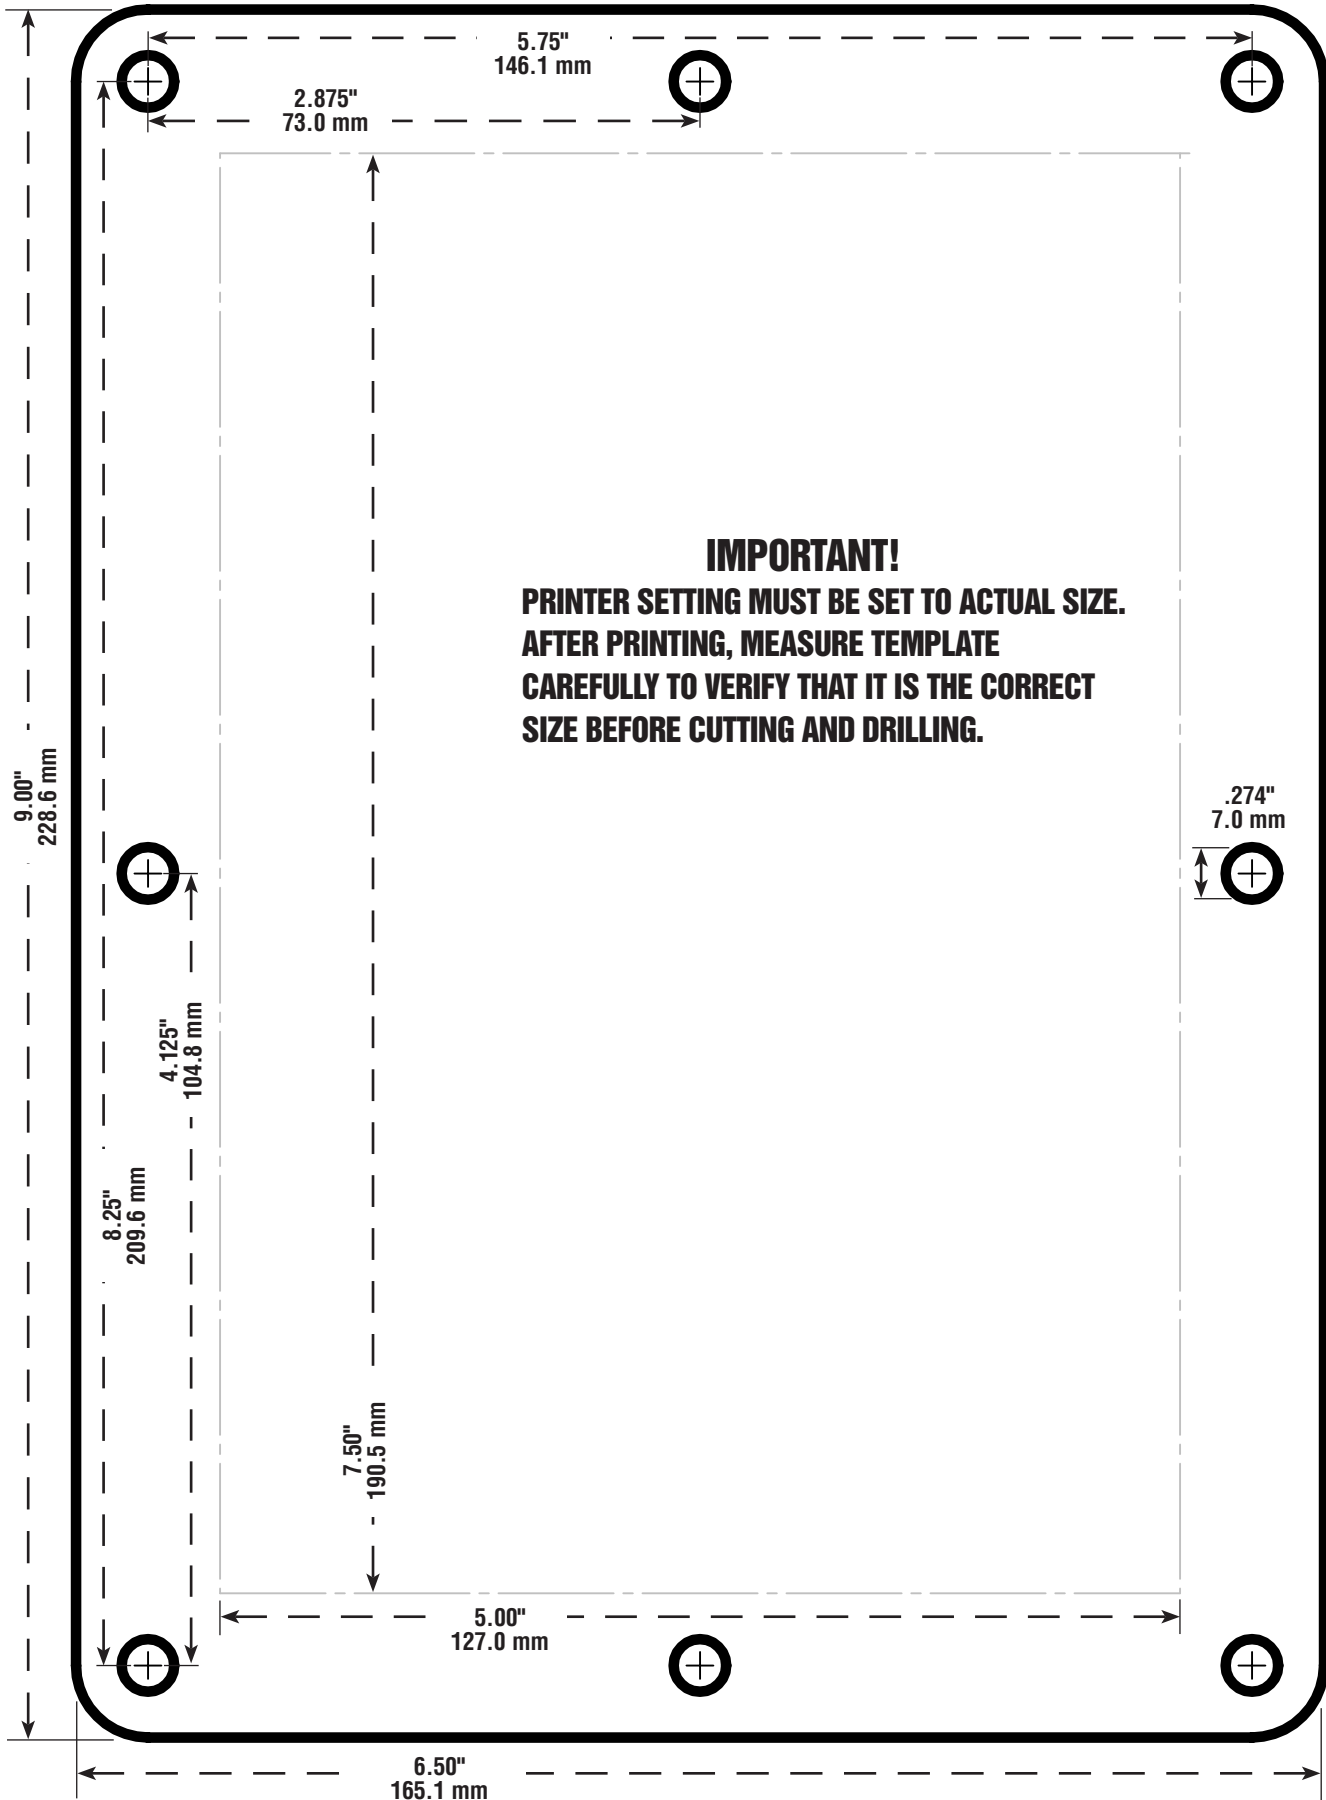 5.75"
146.1 mm
2.875"
73.0 mm
IMPORTANT!
PRINTER SETTING MUST BE SET TO ACTUAL SIZE.
AFTER PRINTING, MEASURE TEMPLATE
CAREFULLY TO VERIFY THAT IT IS THE CORRECT
SIZE BEFORE CUTTING AND DRILLING.
9.00"
228.6 mm
.274"
7.0 mm
4.125"
104.8 mm
8.25"
209.6 mm
7.50"
190.5 mm
5.00"
127.0 mm
6.50"
165.1 mm